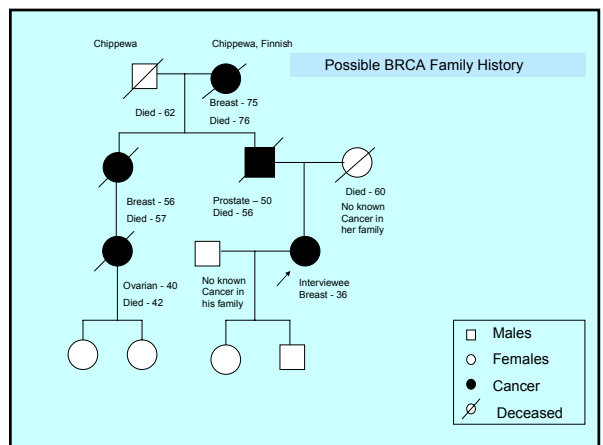 Chippewa
Chippewa, Finnish
Possible BRCA Family History
Died - 62
Breast - 75
Died - 76
Breast - 56
Died - 57
Prostate – 50
Died - 56
Died - 60
No known
Cancer in
her family
Ovarian - 40
Died - 42
No known
Cancer in
his family
Interviewee
Breast - 36
Males
Females
Cancer
Deceased